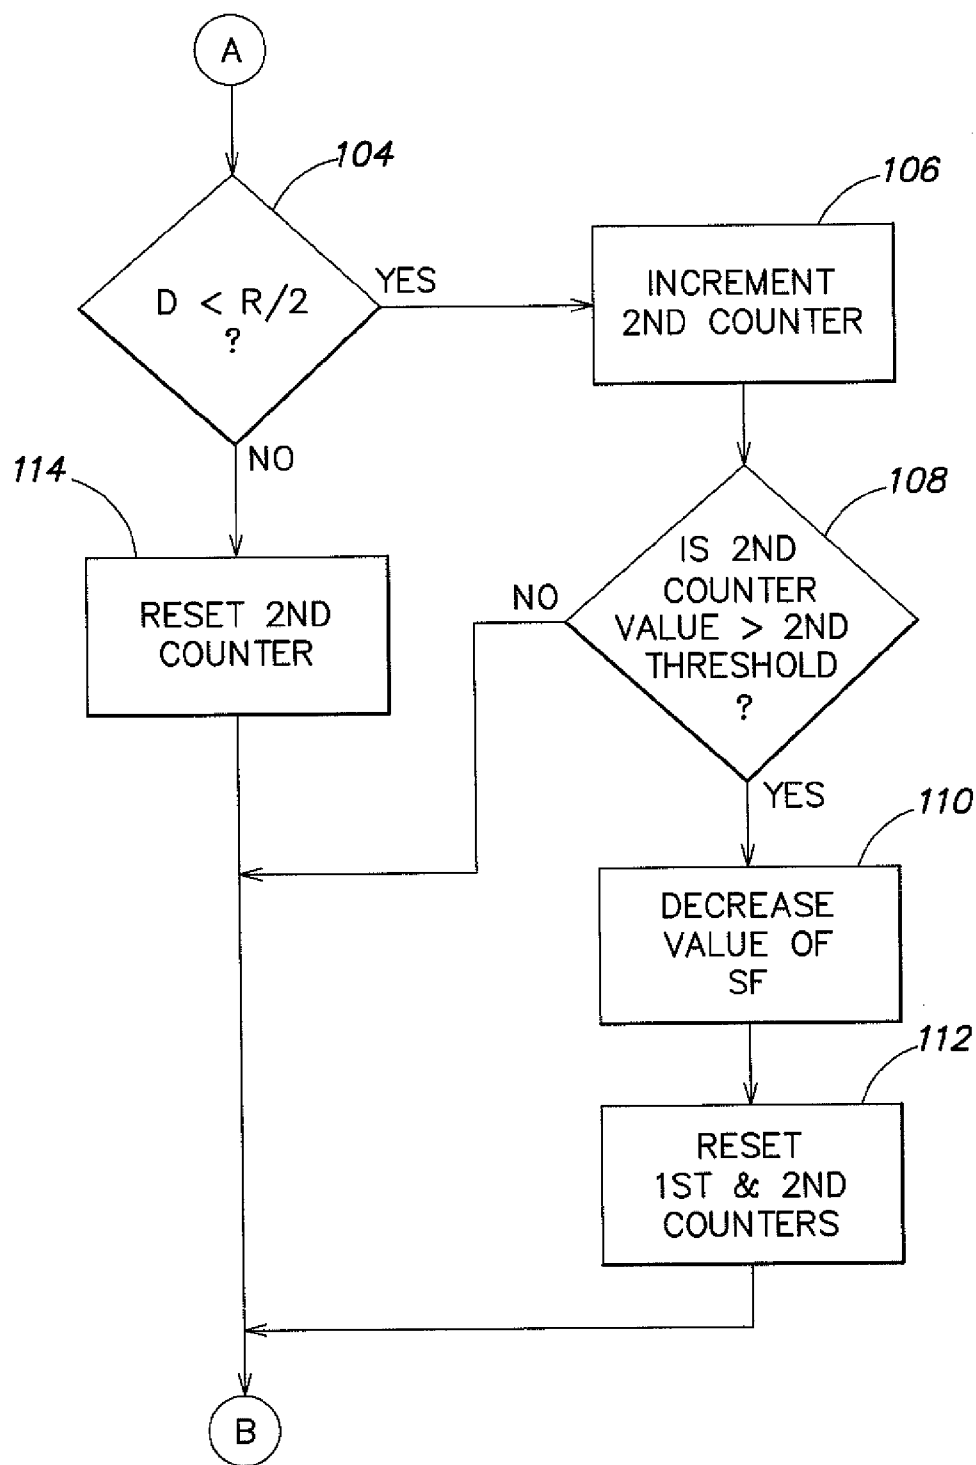 A
104
D < R/2
?
YES
NO
106
INCREMENT
2ND COUNTER
114
RESET 2ND
COUNTER
108
IS 2ND
COUNTER
VALUE > 2ND
THRESHOLD
?
NO
YES
110
DECREASE
VALUE OF
SF
112
RESET
1ST & 2ND
COUNTERS
B